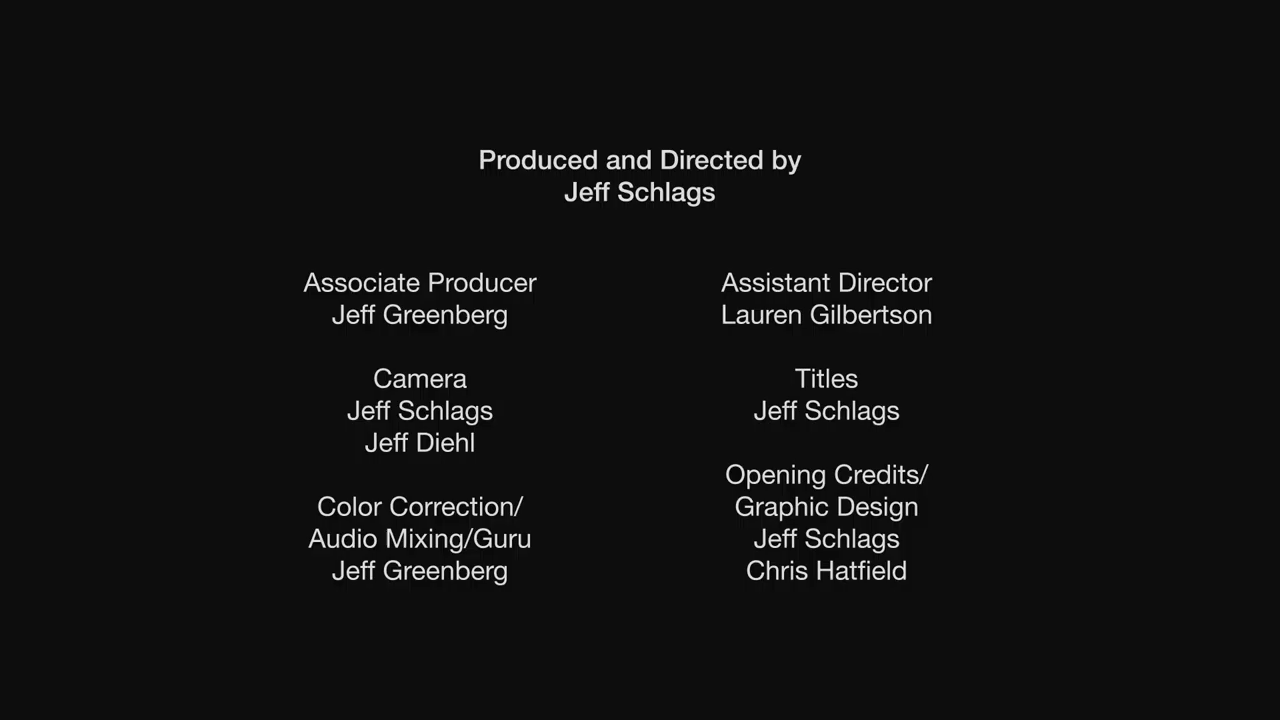 Produced and Directed by
Jeff Schlags
Associate Producer
Jeff Greenberg
Camera
Jeff Schlags
Jeff Diehl
Color Correction/
Audio Mixing/Guru
Jeff Greenberg
Assistant Director
Lauren Gilbertson
Titles
Jeff Schlags
Opening Credits/
Graphic Design
Jeff Schlags
Chris Hatfield